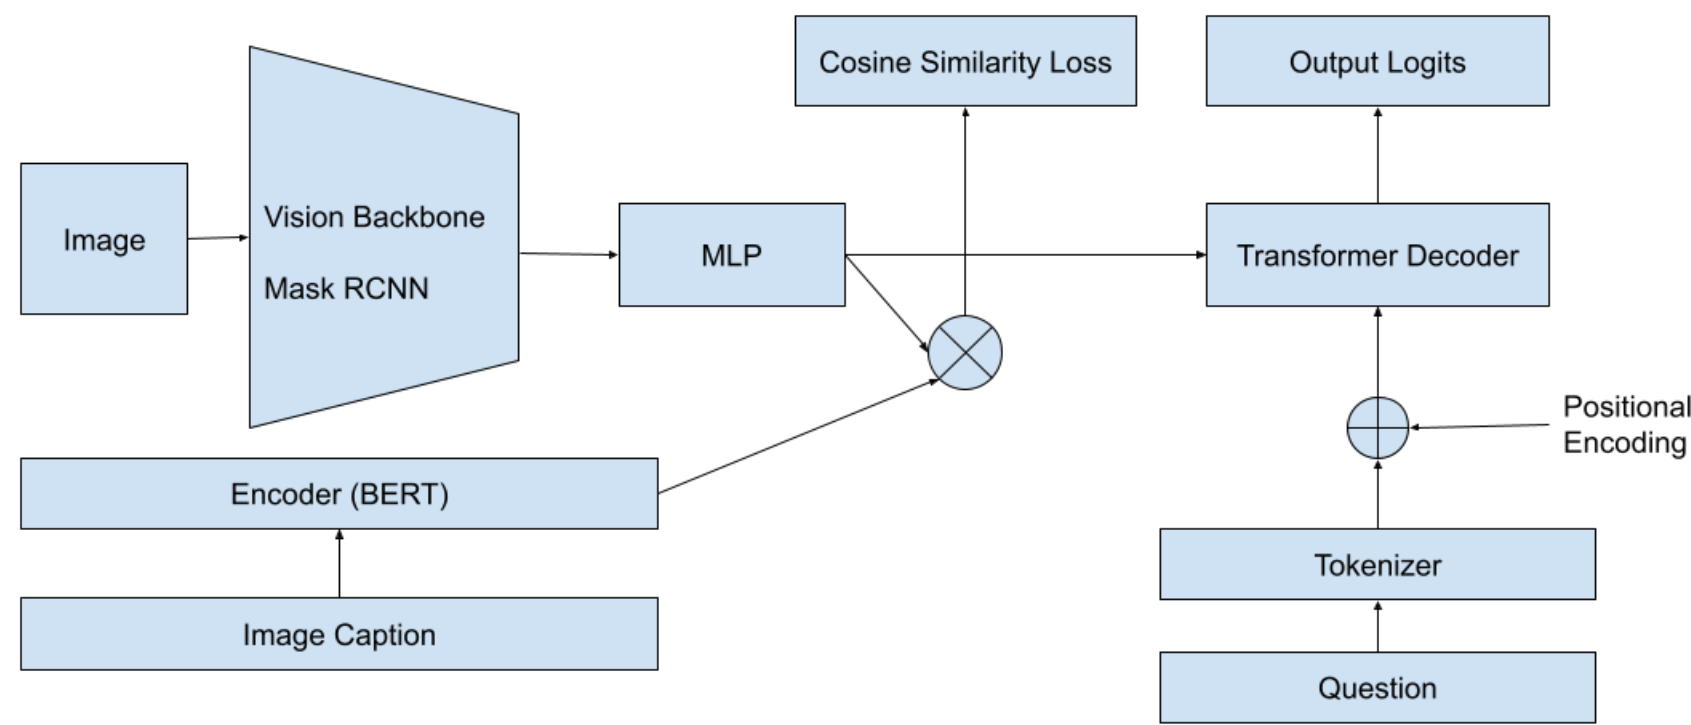 Cosine Similarity Loss
Output Logits
Image
Vision Backbone
Mask RCNN
MLP
Transformer Decoder
Positional
Encoding
Encoder (BERT)
Tokenizer
Image Caption
Question